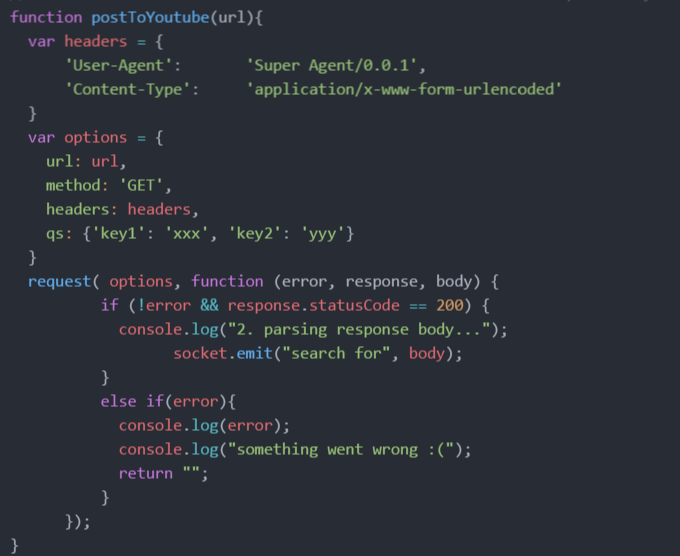 function postToYoutube(url){
  var headers = {
      'User-Agent':       'Super Agent/0.0.1',
      'Content-Type':     'application/x-www-form-urlencoded'
  }
  var options = {
    url: url,
    method: 'GET',
    headers: headers,
    qs: {'key1': 'xxx', 'key2': 'yyy'}
  }
  request( options, function (error, response, body) {
          if (!error && response.statusCode == 200) {
            console.log("2. parsing response body...");
                  socket.emit("search for", body);
          }
          else if(error){
            console.log(error);
            console.log("something went wrong :(");
            return "";
          }
      });
}